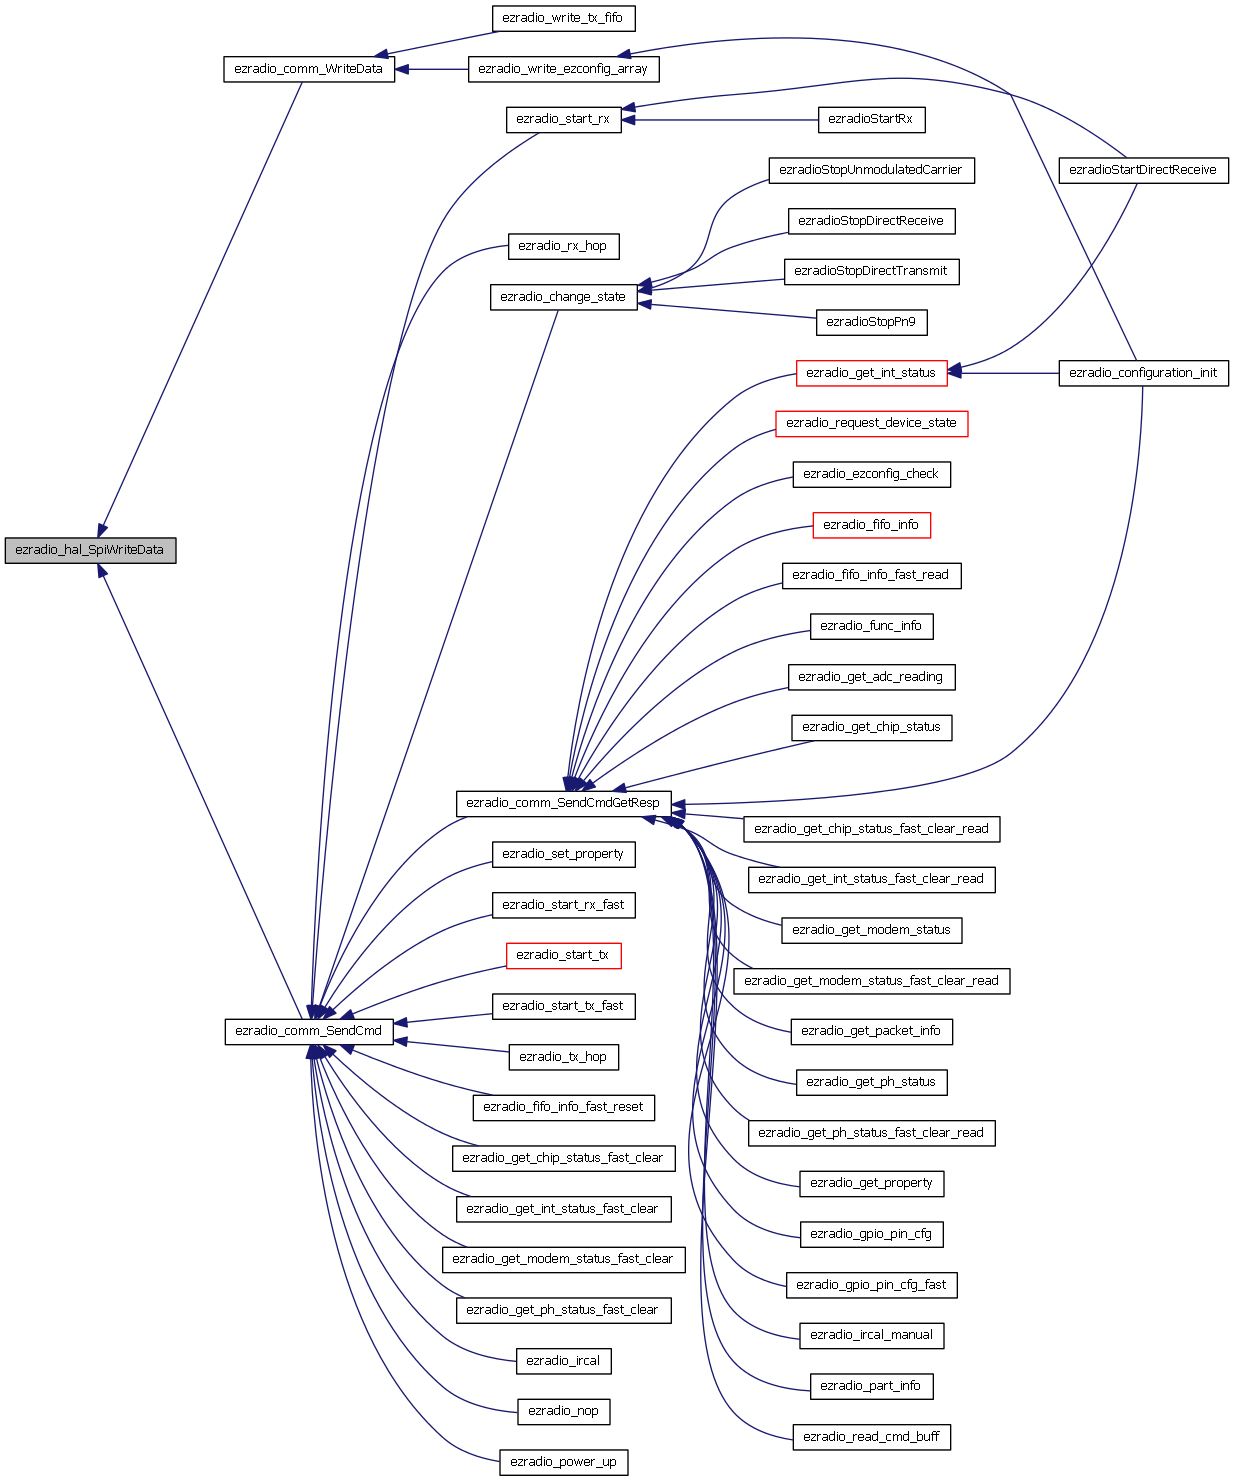 ezradio_write_tx_fifo
ezradio_comm_WriteData
ezradio_write_ezconfig_array
ezradio_start_rx
ezradioStartRx
ezradioStopUnmodulatedCarrier
ezradioStartDirectReceive
ezradioStopDirectReceive
ezradio_rx_hop
ezradioStopDirectTransmit
ezradio_change_state
ezradioStopPn9
ezradio_get_int_status
ezradio_configuration_init
ezradio_request_device_state
ezradio_ezconfig_check
ezradio_fifo_info
ezradio_hal_SpiWriteData
ezradio_fifo_info_fast_read
ezradio_func_info
ezradio_get_adc_reading
ezradio_get_chip_status
ezradio_comm_SendCmdGetResp
ezradio_get_chip_status_fast_clear_read
ezradio_set_property
ezradio_get_int_status_fast_clear_read
ezradio_start_rx_fast
ezradio_get_modem_status
ezradio_start_tx
ezradio_get_modem_status_fast_clear_read
ezradio_start_tx_fast
ezradio_comm_SendCmd
ezradio_get_packet_info
ezradio_tx_hop
ezradio_get_ph_status
ezradio_fifo_info_fast_reset
ezradio_get_ph_status_fast_clear_read
ezradio_get_chip_status_fast_clear
ezradio_get_property
ezradio_get_int_status_fast_clear
ezradio_gpio_pin_cfg
ezradio_get_modem_status_fast_clear
ezradio_gpio_pin_cfg_fast
ezradio_get_ph_status_fast_clear
ezradio_ircal_manual
ezradio_ircal
ezradio_part_info
ezradio_nop
ezradio_read_cmd_buff
ezradio_power_up